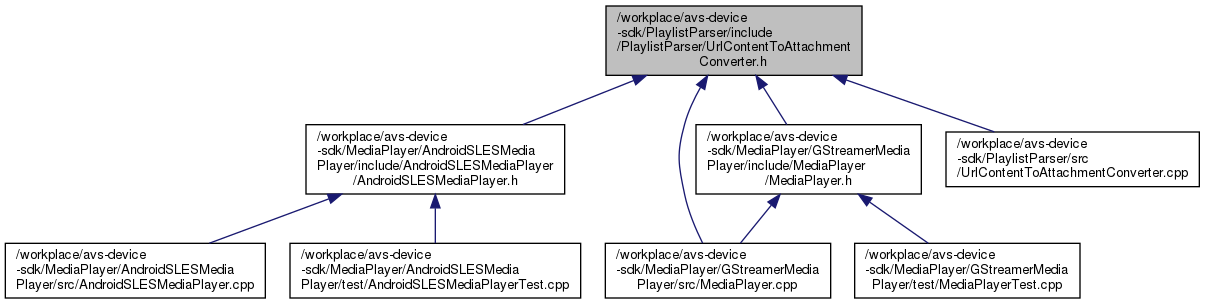 /workplace/avs-device
-sdk/PlaylistParser/include
/PlaylistParser/UrlContentToAttachment
Converter.h
/workplace/avs-device
-sdk/MediaPlayer/AndroidSLESMedia
Player/include/AndroidSLESMediaPlayer
/AndroidSLESMediaPlayer.h
/workplace/avs-device
-sdk/MediaPlayer/GStreamerMedia
Player/include/MediaPlayer
/MediaPlayer.h
/workplace/avs-device
-sdk/PlaylistParser/src
/UrlContentToAttachmentConverter.cpp
/workplace/avs-device
-sdk/MediaPlayer/AndroidSLESMedia
Player/src/AndroidSLESMediaPlayer.cpp
/workplace/avs-device
-sdk/MediaPlayer/AndroidSLESMedia
Player/test/AndroidSLESMediaPlayerTest.cpp
/workplace/avs-device
-sdk/MediaPlayer/GStreamerMedia
Player/src/MediaPlayer.cpp
/workplace/avs-device
-sdk/MediaPlayer/GStreamerMedia
Player/test/MediaPlayerTest.cpp